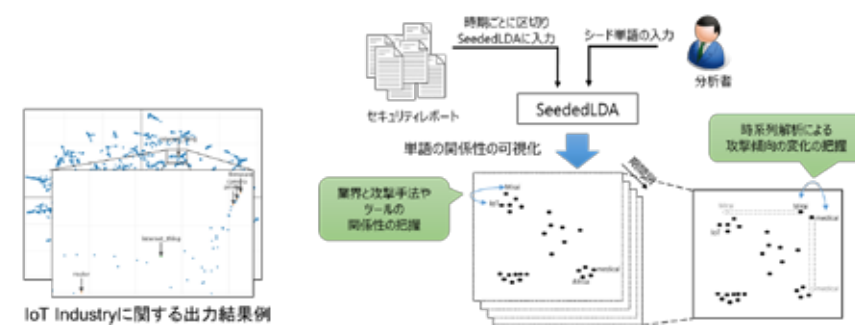 時期ごとに区切り
SeededLDAに入力
シード単語の入力
分析者
セキュリティレポート
SeededLDA
単語の関係性の可視化
時系列解析による
攻撃傾向の変化の把握
業界と攻撃手法や
ツールの
関係性の把握
Mirai
IoT
medical
IoT
medical
medical
router
IoT Industryに関する出力結果例